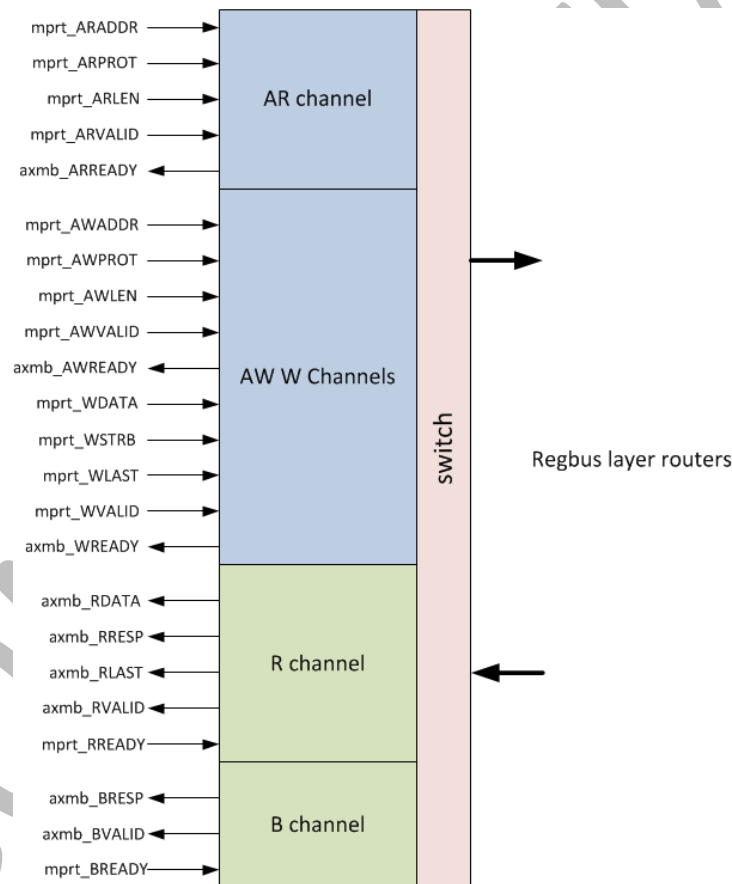 mprt_ARADDR
mprt_ARPROT
mprt_ARLEN
mprt_ARVALID
axmb_ARREADY
AR channel
mprt_AWADDR
mprt_AWPROT
mprt_AWLEN
mprt_AWVALID
axmb_AWREADY
mprt_WDATA
mprt_WSTRB
mprt_WLAST
mprt_WVALID
axmb_WREADY
AW W Channels
axmb_RDATA
axmb_RRESP
axmb_RLAST
axmb_RVALID
mprt_RREADY
R channel
axmb_BRESP
axmb_BVALID
mprt_BREADY
B channel
switch
Regbus layer routers